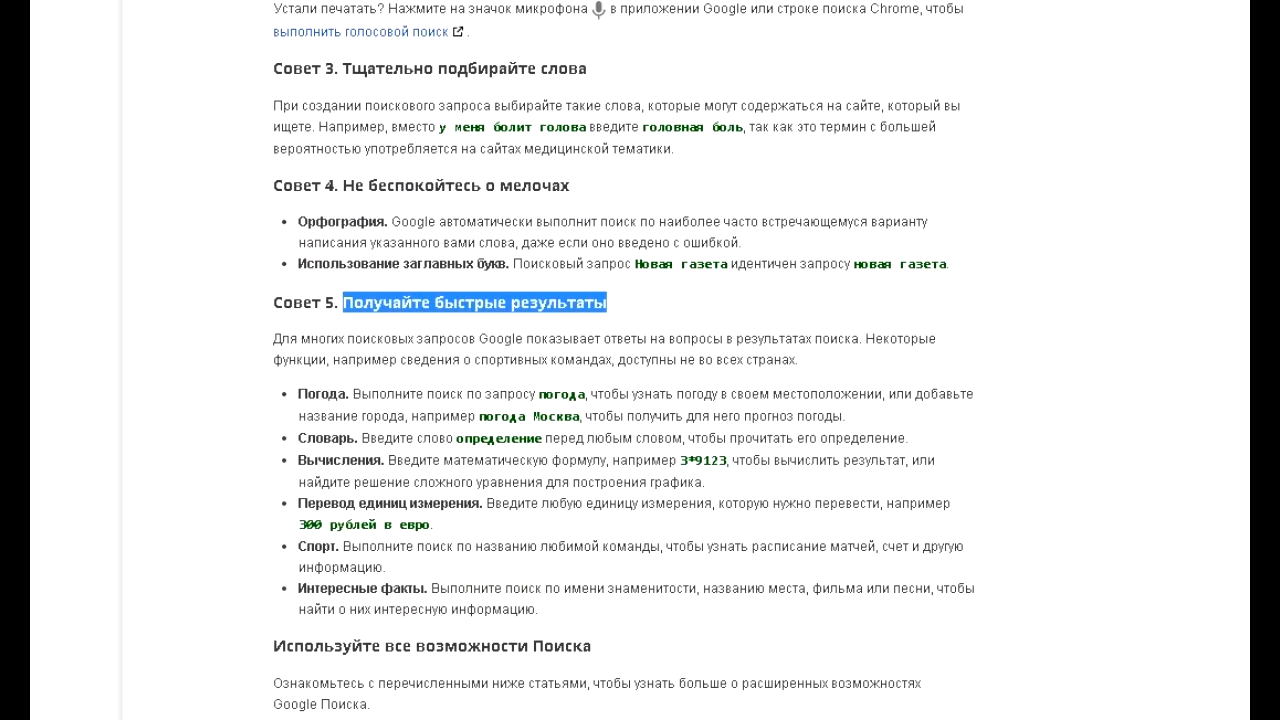 Устали печатать? Нажмите на значок микрофона в приложении Google или строке поиска Chrome, чтобы
выполнить голосовой поиск .
Совет 3. Тщательно подбирайте слова
При создании поискового запроса выбирайте такие слова, которые могут содержаться на сайте, который вы
ищете. Например, вместо у меня болит голова введите головная боль, так как это термин с большей
вероятностью употребляется на сайтах медицинской тематики.
Совет 4. Не беспокойтесь о мелочах
• Орфография. Google автоматически выполнит поиск по наиболее часто встречающемуся варианту
написания указанного вами слова, даже если оно введено с ошибкой.
• Использование заглавных букв. Поисковый запрос Новая газета идентичен запросу новая газета.
Совет 5. Получайте быстрые результаты
Для многих поисковых запросов Google показывает ответы на вопросы в результатах поиска. Некоторые
функции, например сведения о спортивных командах, доступны не во всех странах.
• Погода. Выполните поиск по запросу погода, чтобы узнать погоду в своем местоположении, или добавьте
название города, например погода Москва, чтобы получить для него прогноз погоды.
• Словарь. Введите слово определение перед любым словом, чтобы прочитать его определение.
• Вычисления. Введите математическую формулу, например 3*9123, чтобы вычислить результат, или
найдите решение сложного уравнения для построения графика.
• Перевод единиц измерения. Введите любую единицу измерения, которую нужно перевести, например
300 рублей в евро.
• Спорт. Выполните поиск по названию любимой команды, чтобы узнать расписание матчей, счет и другую
информацию.
• Интересные факты. Выполните поиск по имени знаменитости, названию места, фильма или песни, чтобы
найти о них интересную информацию.
Используйте все возможности Поиска
Ознакомьтесь с перечисленными ниже статьями, чтобы узнать больше о расширенных возможностях
Google Поиска.